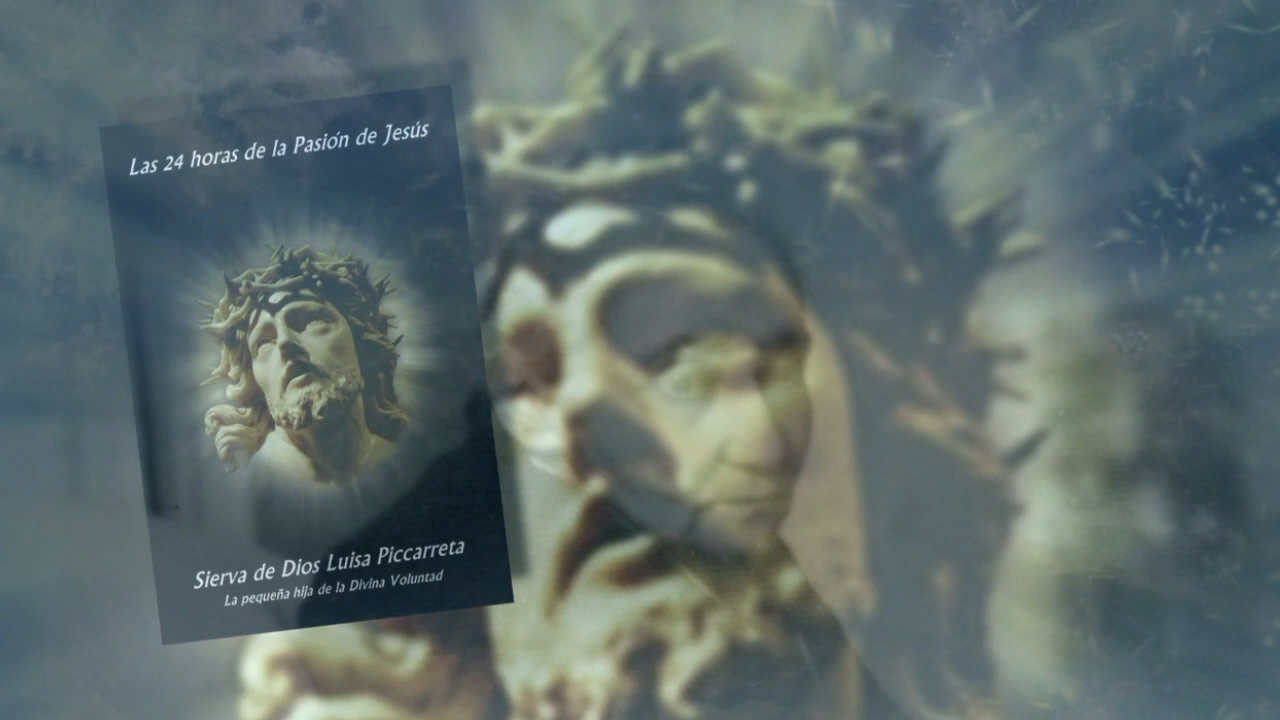 Las 24 horas de la Pasión de Jesús
Sierva de Dios Luisa Piccarreta
La pequeña hija de la Divina Voluntad